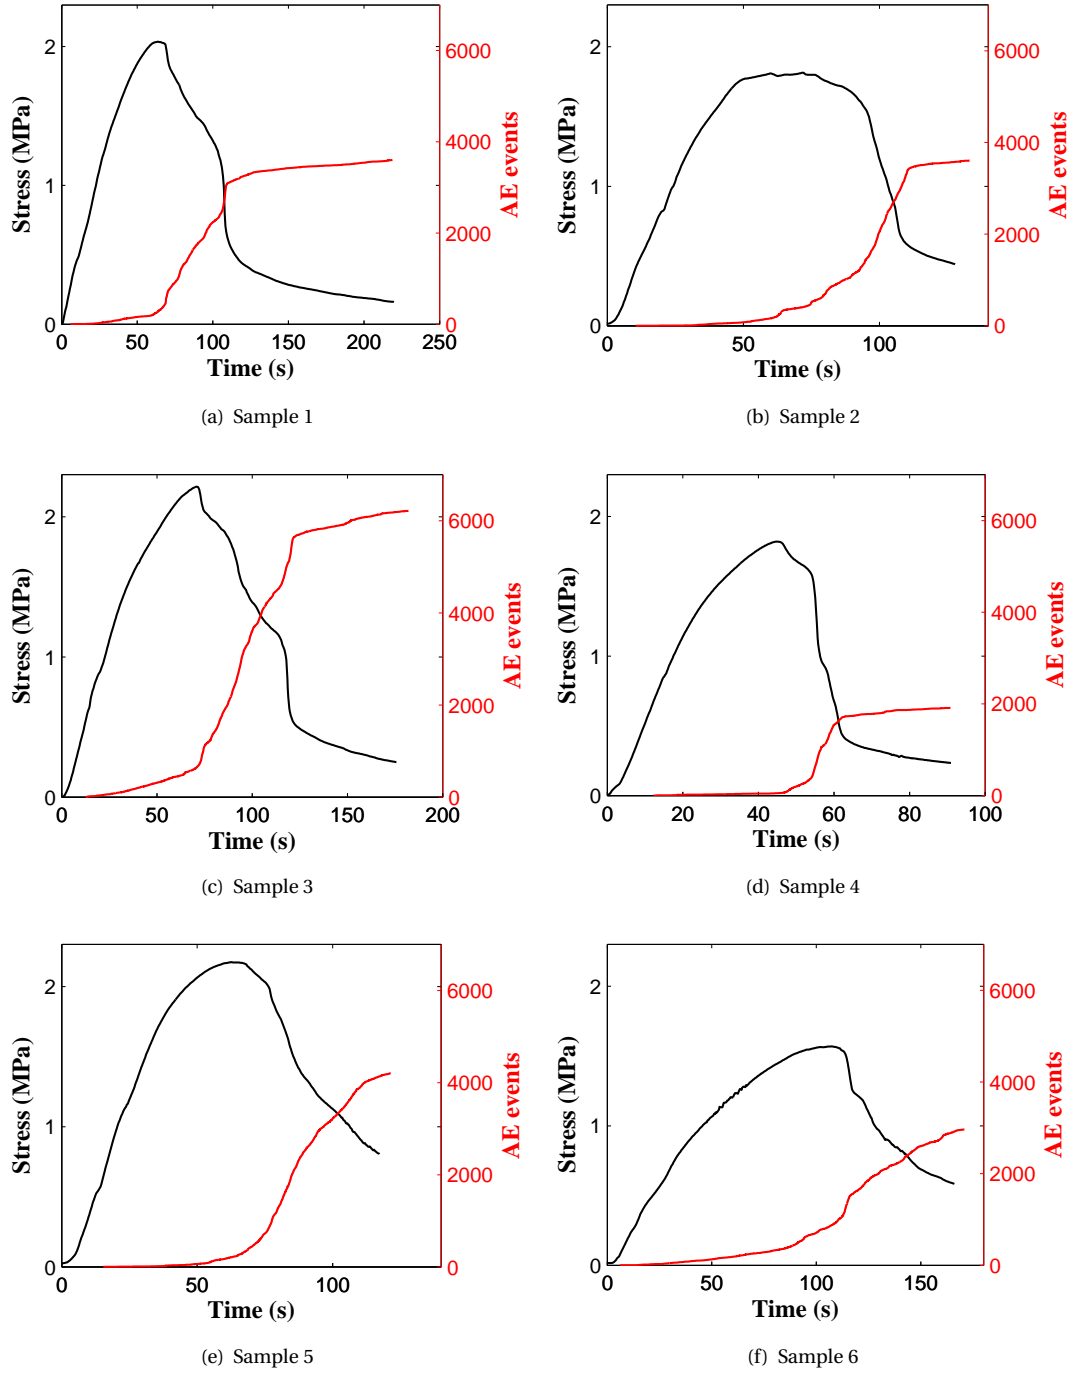 2
1
0
Stress (MPa)
6000
4000
2000
0
AE events
0 50 100 150 200 250
Time (s)
(a) Sample 1
2
1
0
Stress (MPa)
6000
4000
2000
0
AE events
0 50 100
Time (s)
(b) Sample 2
2
1
0
Stress (MPa)
6000
4000
2000
0
AE events
0 50 100 150 200
Time (s)
(c) Sample 3
2
1
0
Stress (MPa)
6000
4000
2000
0
AE events
0 20 40 60 80 100
Time (s)
(d) Sample 4
2
1
0
Stress (MPa)
6000
4000
2000
0
AE events
0 50 100
Time (s)
(e) Sample 5
2
1
0
Stress (MPa)
6000
4000
2000
0
AE events
0 50 100 150
Time (s)
(f) Sample 6